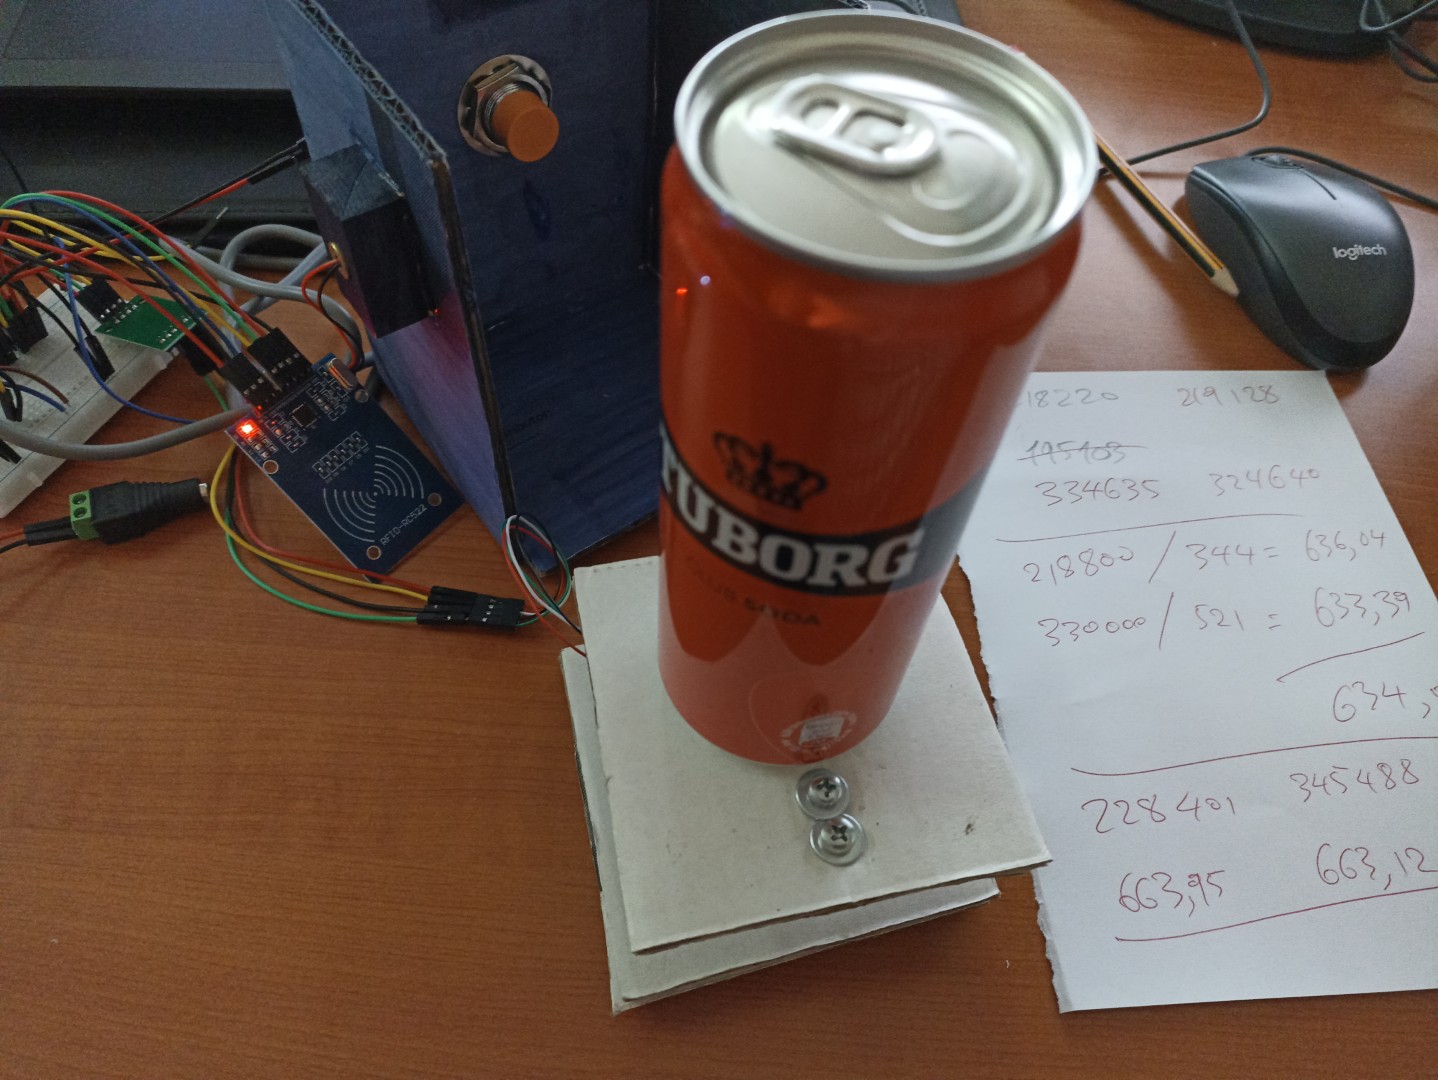 logitech
TUBORG
SODA
RFID-RC522
18220 219128
195103
334635 324640
218800 / 344 = 636,04
330000 / 521 = 633,39
634,
228401 345488
663,95 663,12